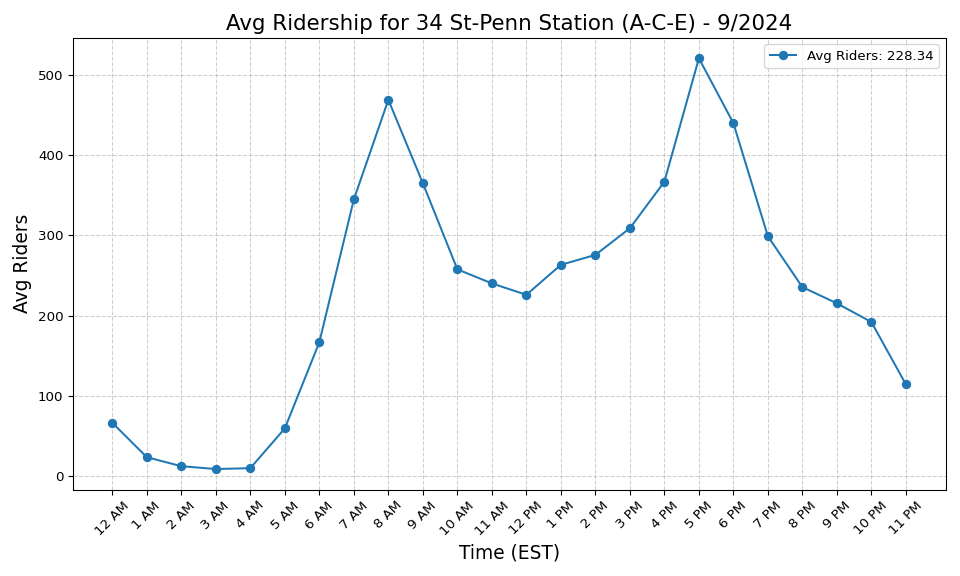 Avg Ridership for 34 St-Penn Station (A-C-E) - 9/2024
Avg Riders: 228.34
500
400
300
200
100
0
Avg Riders
12 AM
1 AM
2 AM
3 AM
4 AM
5 AM
6 AM
7 AM
8 AM
9 AM
10 AM
11 AM
12 PM
1 PM
2 PM
3 PM
4 PM
5 PM
6 PM
7 PM
8 PM
9 PM
10 PM
11 PM
Time (EST)